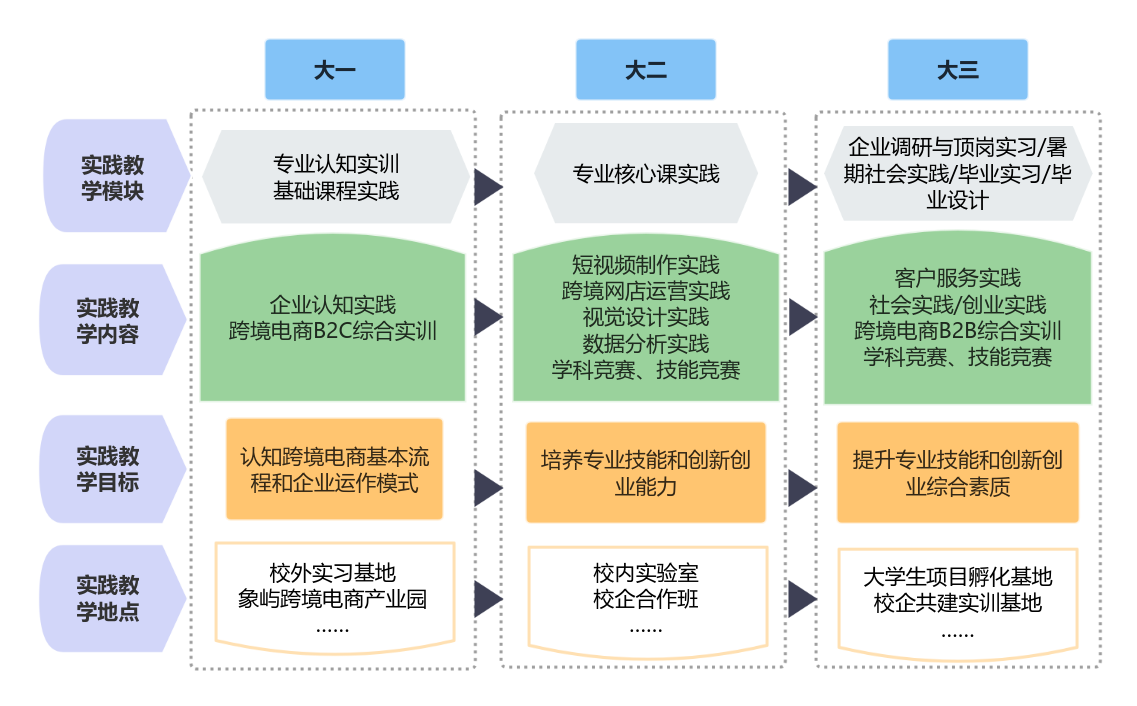 大一
大二
大三
实践教
学模块
专业认知实训
基础课程实践
专业核心课实践
企业调研与顶岗实习/暑
期社会实践/毕业实习/毕
业设计
实践教
学内容
企业认知实践
跨境电商B2C综合实训
短视频制作实践
跨境网店运营实践
视觉设计实践
数据分析实践
学科竞赛、技能竞赛
客户服务实践
社会实践/创业实践
跨境电商B2B综合实训
学科竞赛、技能竞赛
实践教
学目标
认知跨境电商基本流
程和企业运作模式
培养专业技能和创新创
业能力
提升专业技能和创新创
业综合素质
实践教
学地点
校外实习基地
象屿跨境电商产业园
……
校内实验室
校企合作班
……
大学生项目孵化基地
校企共建实训基地
……